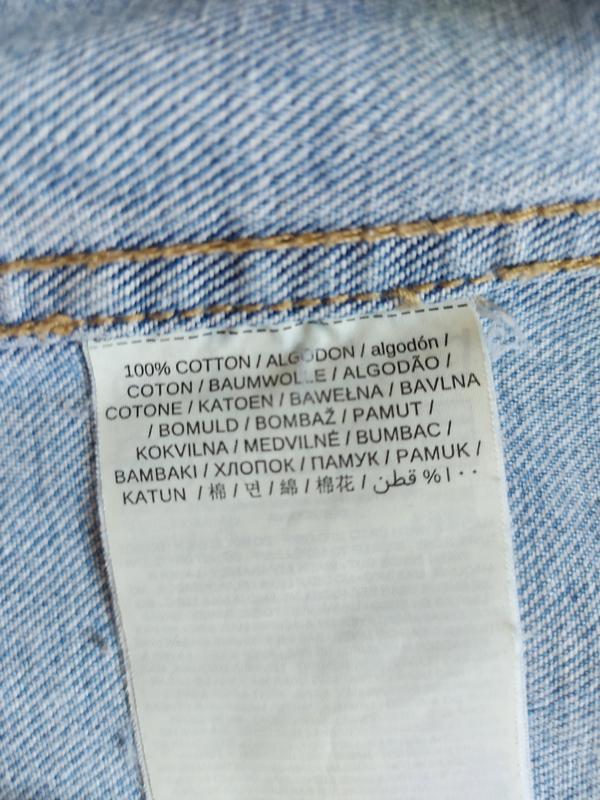 100% COTTON / ALGODON / algodón /
COTON / BAUMWOLLE / ALGODÃO /
COTONE / KATOEN / BAWEŁNA / BAVLNA
/ BOMULD / BOMBAŽ / PAMUT /
KOKVILNA / MEDVILNĖ / BUMBAC /
BAMBAKI / ХЛОПОК / ПАМУК / PAMUK /
KATUN / 棉 / 면 / 綿 / 棉花 / قطن %١٠٠